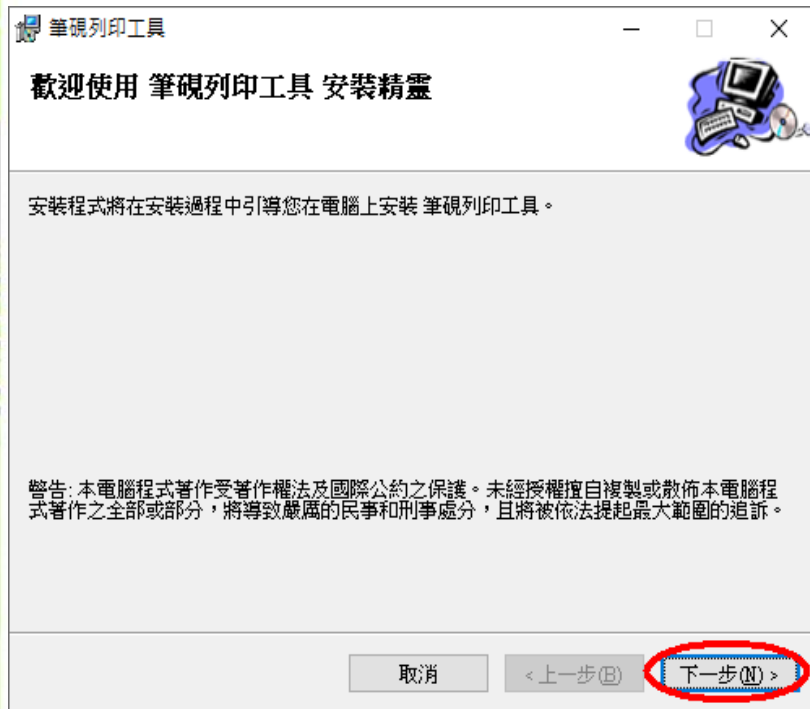 筆硯列印工具
歡迎使用 筆硯列印工具 安裝精靈
安裝程式將在安裝過程中引導您在電腦上安裝 筆硯列印工具。
警告: 本電腦程式著作受著作權法及國際公約之保護。未經授權擅自複製或散佈本電腦程
式著作之全部或部分，將導致嚴厲的民事和刑事處分，且將被依法提起最大範圍的追訴。
取消
<上一步(B)
下一步(N) >